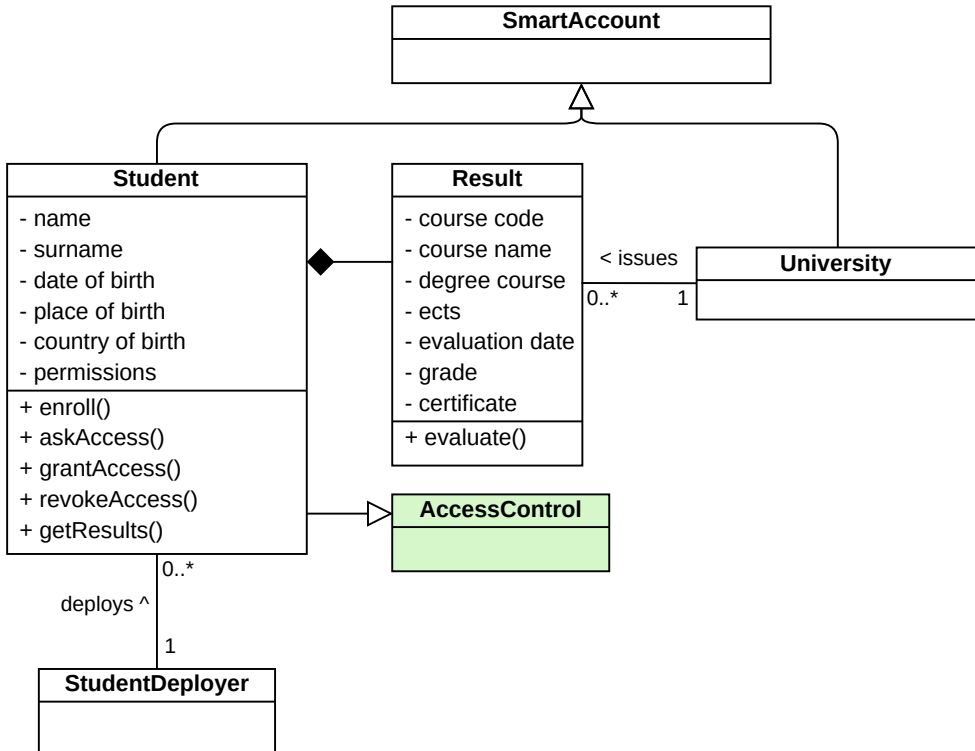 SmartAccount
Student
- name
- surname
- date of birth
- place of birth
- country of birth
- permissions
+ enroll()
+ askAccess()
+ grantAccess()
+ revokeAccess()
+ getResults()
Result
- course code
- course name
- degree course
- ects
- evaluation date
- grade
- certificate
+ evaluate()
< issues
0..*
1
University
AccessControl
0..*
deploys ^
1
StudentDeployer